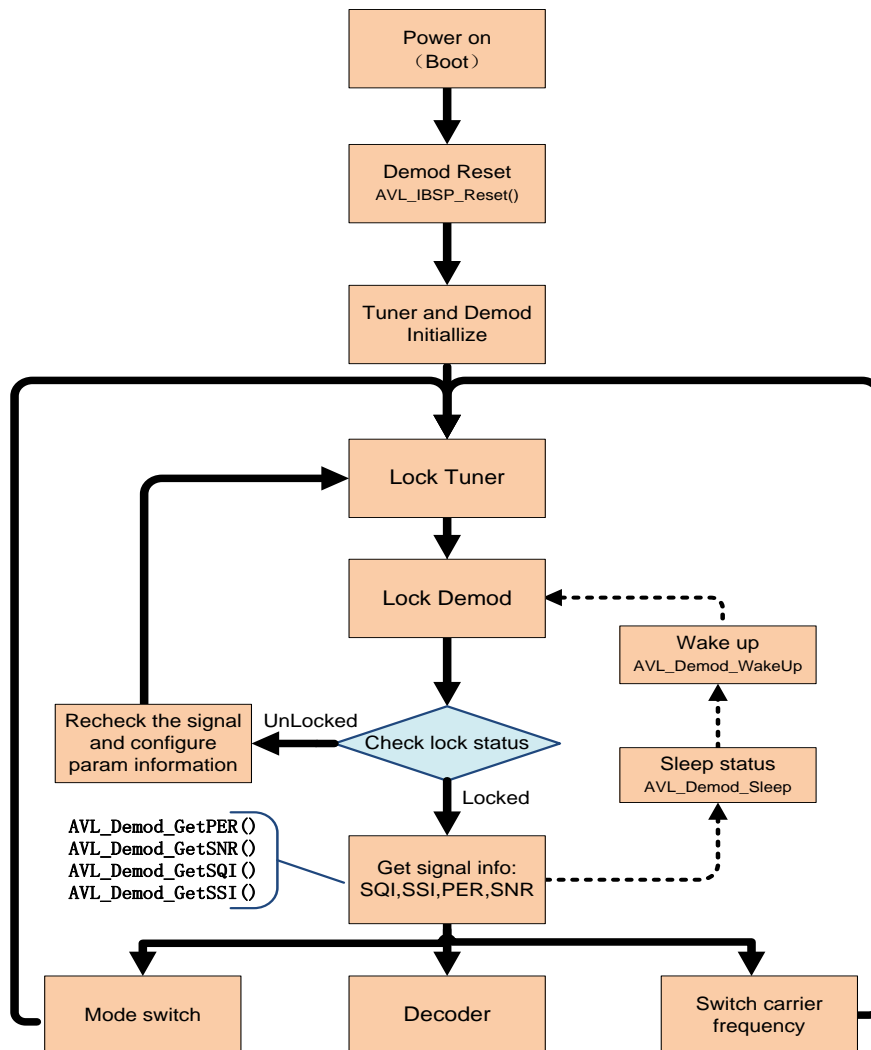 Power on
（Boot）
Demod Reset
AVL_IBSP_Reset()
Tuner and Demod
Initiallize
Lock Tuner
Lock Demod
Wake up
AVL_Demod_WakeUp
Recheck the signal
and configure
param information
UnLocked
Check lock status
Sleep status
AVL_Demod_Sleep
Locked
AVL_Demod_GetPER()
AVL_Demod_GetSNR()
AVL_Demod_GetSQI()
AVL_Demod_GetSSI()
Get signal info:
SQI,SSI,PER,SNR
Mode switch
Decoder
Switch carrier
frequency